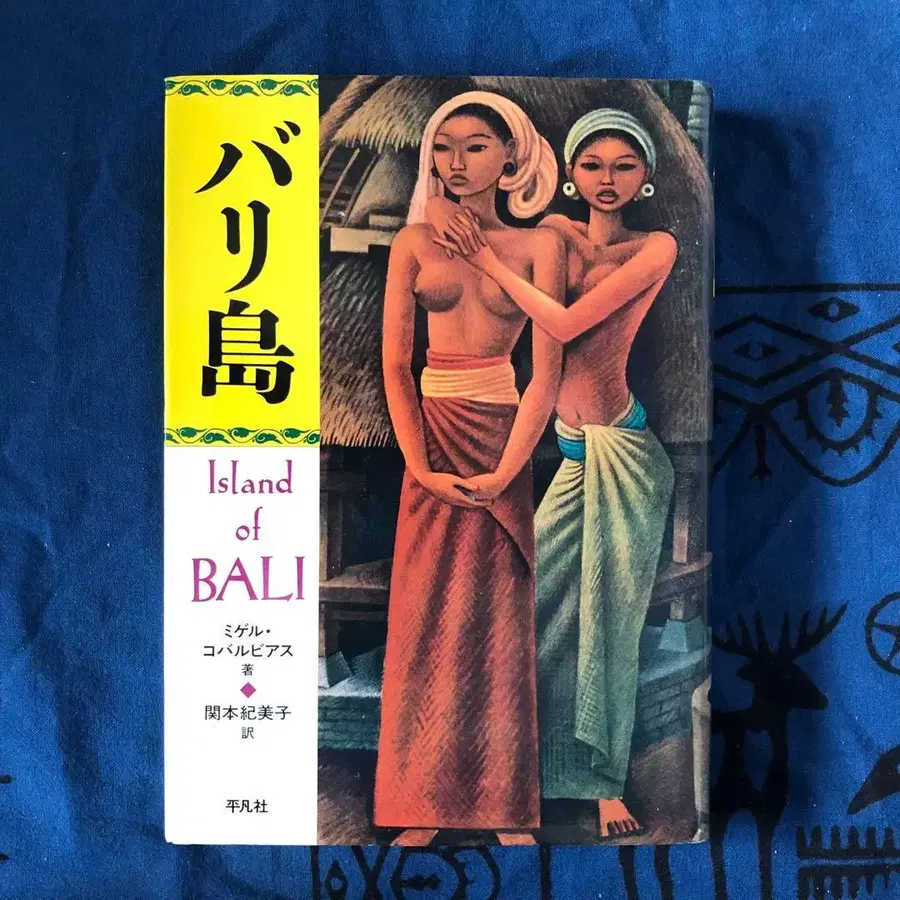 バリ島
Island
of
BALI
ミゲル・
コバルビアス
著
関本紀美子
訳
平凡社